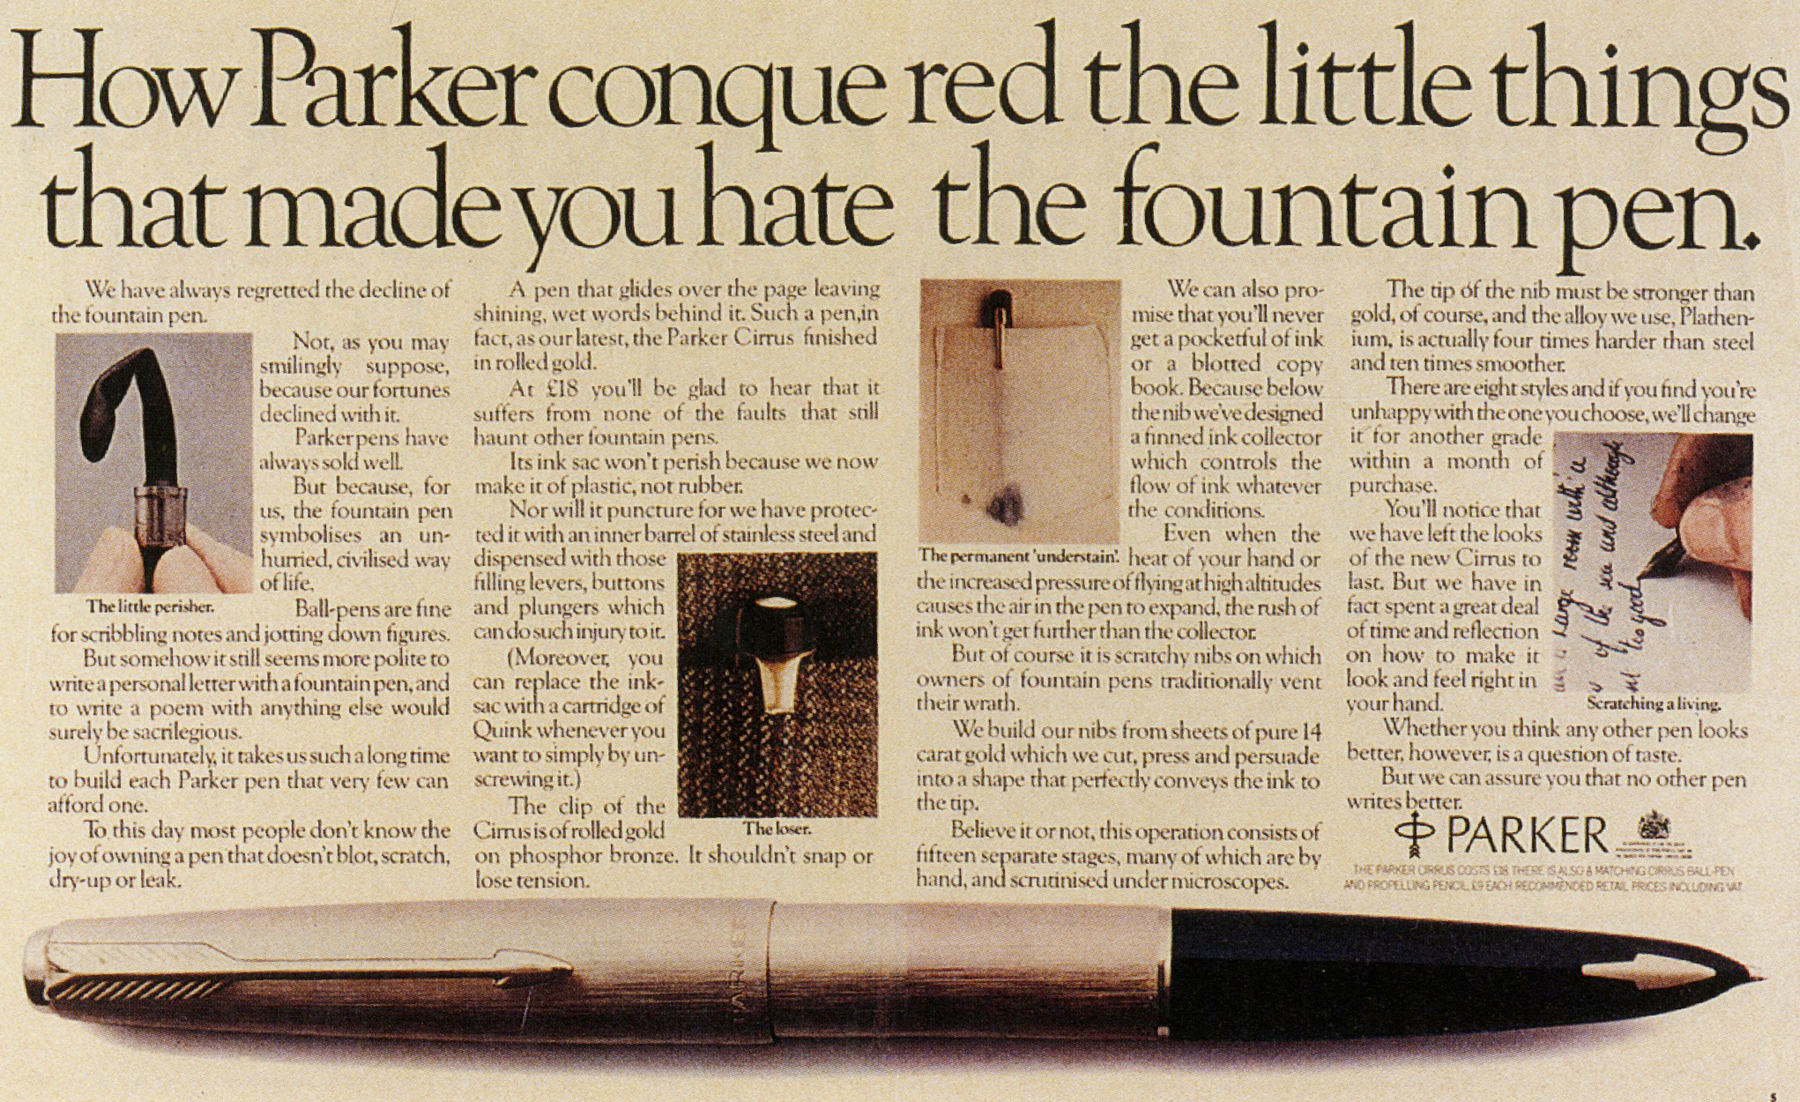 How Parker conquered the little things
that made you hate the fountain pen.
We have always regretted the decline of
the fountain pen.
Not, as you may
smilingly suppose,
because our fortunes
declined with it.
Parker pens have
always sold well.
But because, for
us, the fountain pen
symbolises an un-
hurried, civilised way
of life.
The little perisher.
Ball-pens are fine
for scribbling notes and jotting down figures.
But somehow it still seems more polite to
write a personal letter with a fountain pen, and
to write a poem with anything else would
surely be sacrilegious.
Unfortunately, it takes us such a long time
to build each Parker pen that very few can
afford one.
To this day most people don't know the
joy of owning a pen that doesn't blot, scratch,
dry-up or leak.
A pen that glides over the page leaving
shining, wet words behind it. Such a pen, in
fact, as our latest, the Parker Cirrus finished
in rolled gold.
At £18 you'll be glad to hear that it
suffers from none of the faults that still
haunt other fountain pens.
Its ink sac won't perish because we now
make it of plastic, not rubber.
Nor will it puncture for we have protec-
ted it with an inner barrel of stainless steel and
dispensed with those
filling levers, buttons
and plungers which
can do such injury to it.
(Moreover, you
can replace the ink-
sac with a cartridge of
Quink whenever you
want to simply by un-
screwing it.)
The clip of the
Cirrus is of rolled gold
on phosphor bronze. It shouldn't snap or
lose tension.
The loser.
The permanent 'understain'.
We can also pro-
mise that you'll never
get a pocketful of ink
or a blotted copy
book. Because below
the nib we've designed
a finned ink collector
which controls the
flow of ink whatever
the conditions.
Even when the
heat of your hand or
the increased pressure of flying at high altitudes
causes the air in the pen to expand, the rush of
ink won't get further than the collector.
But of course it is scratchy nibs on which
owners of fountain pens traditionally vent
their wrath.
We build our nibs from sheets of pure 14
carat gold which we cut, press and persuade
into a shape that perfectly conveys the ink to
the tip.
Believe it or not, this operation consists of
fifteen separate stages, many of which are by
hand, and scrutinised under microscopes.
The tip of the nib must be stronger than
gold, of course, and the alloy we use, Plathen-
ium, is actually four times harder than steel
and ten times smoother.
There are eight styles and if you find you're
unhappy with the one you choose, we'll change
it for another grade
within a month of
purchase.
You'll notice that
we have left the looks
of the new Cirrus to
last. But we have in
fact spent a great deal
of time and reflection
on how to make it
look and feel right in
your hand.
large room with a
of the sea and although
so good
Scratching a living.
Whether you think any other pen looks
better, however, is a question of taste.
But we can assure you that no other pen
writes better.
PARKER
THE PARKER CIRRUS COSTS £18 THERE IS ALSO A MATCHING CIRRUS BALL-PEN
AND PROPELLING PENCIL, £9 EACH RECOMMENDED RETAIL PRICES INCLUDING VAT.
PARKER
5